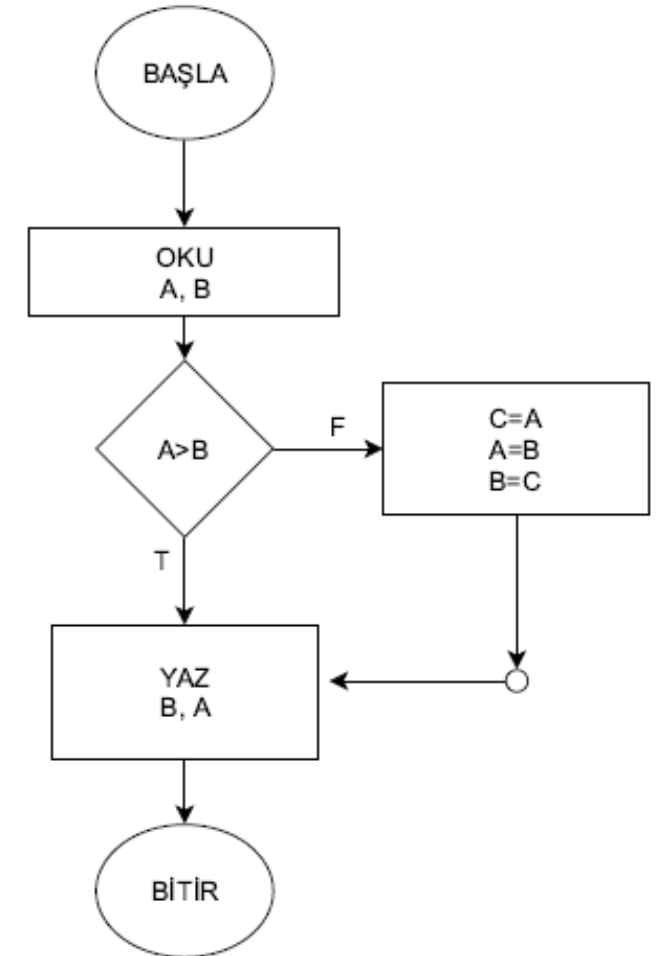 BAŞLA
OKU
A, B
A>B
F
C=A
A=B
B=C
T
YAZ
B, A
BİTİR